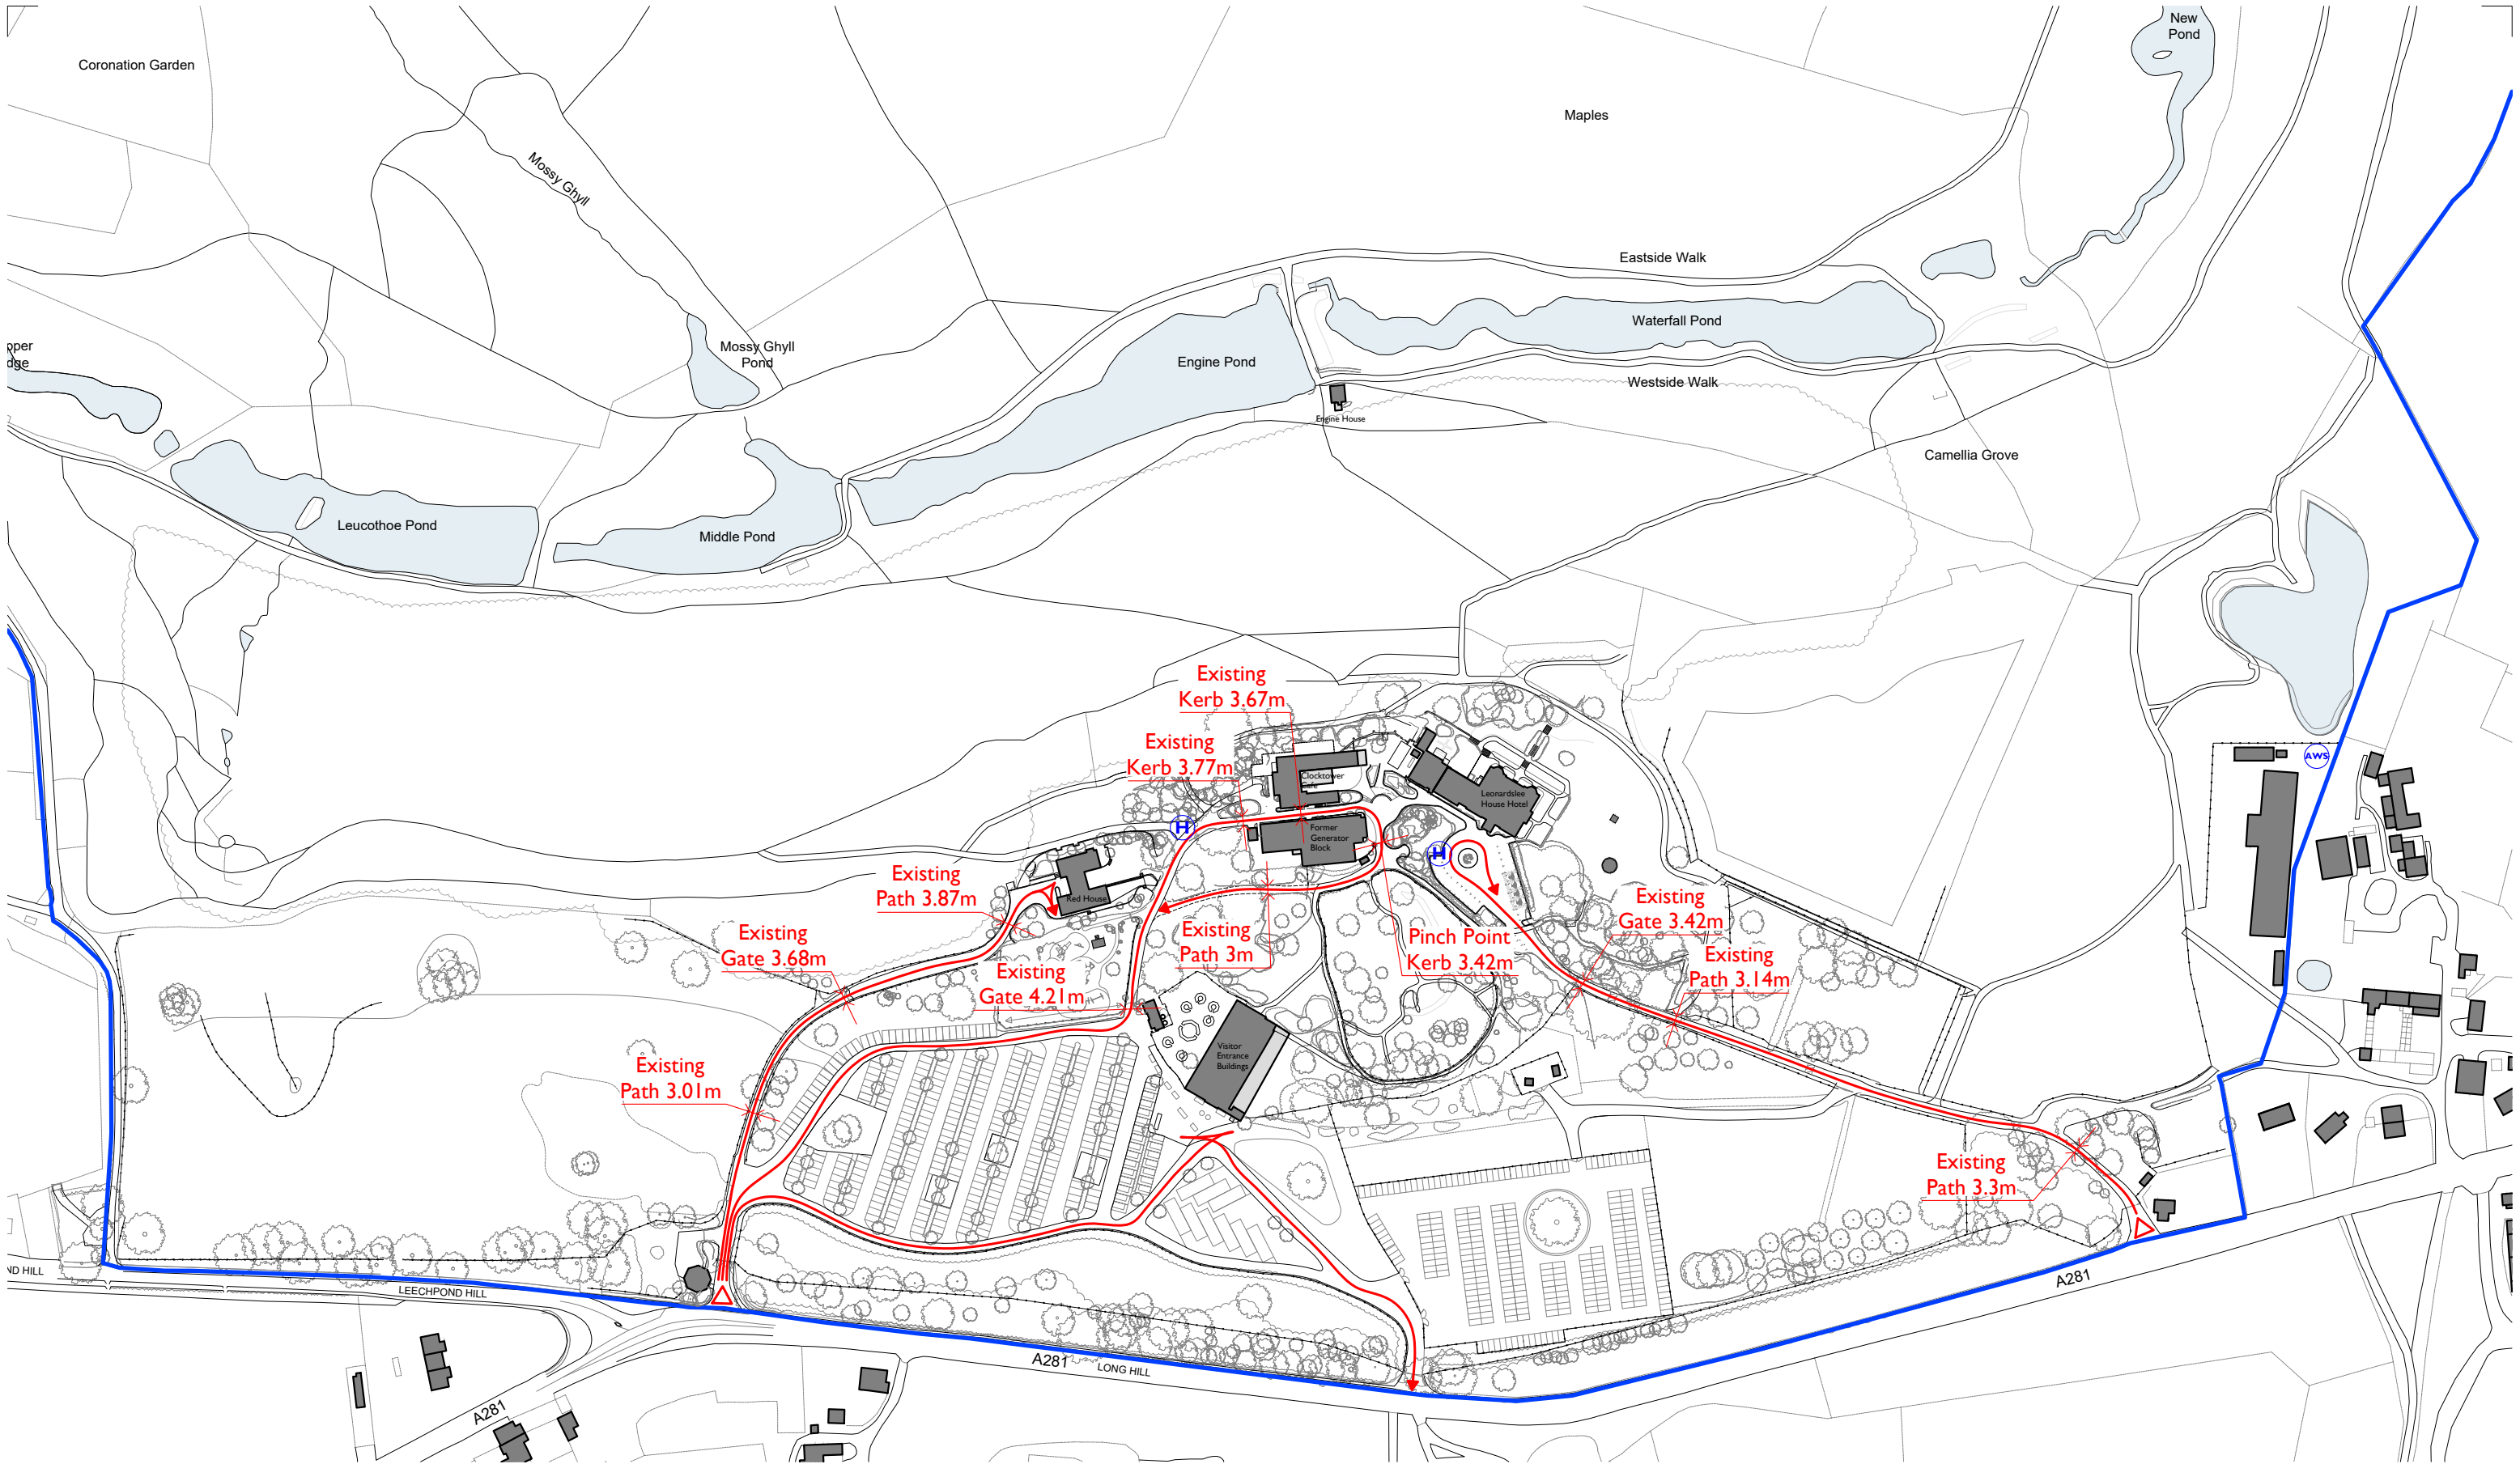 New
Pond
Coronation Garden
Maples
Mossy Ghyll
Eastside Walk
Waterfall Pond
Mossy Ghyll
Pond
oper
dge
Engine Pond
Westside Walk
Engine House
Camellia Grove
Leucothoe Pond
Middle Pond
Existing
Kerb 3.67m
Existing
Kerb 3.77m
AWS
Clocktower
Cafe
Leonardslee
House Hotel
H
Former
Generator
Block
H
Existing
Path 3.87m
Red House
Existing
Gate 3.42m
Existing
Gate 3.68m
Existing
Path 3m
Pinch Point
Kerb 3.42m
Existing
Path 3.14m
Existing
Gate 4.21m
Visitor
Entrance
Buildings
Existing
Path 3.01m
Existing
Path 3.3m
ND HILL
LEECHPOND HILL
A281
A281
LONG HILL
A281